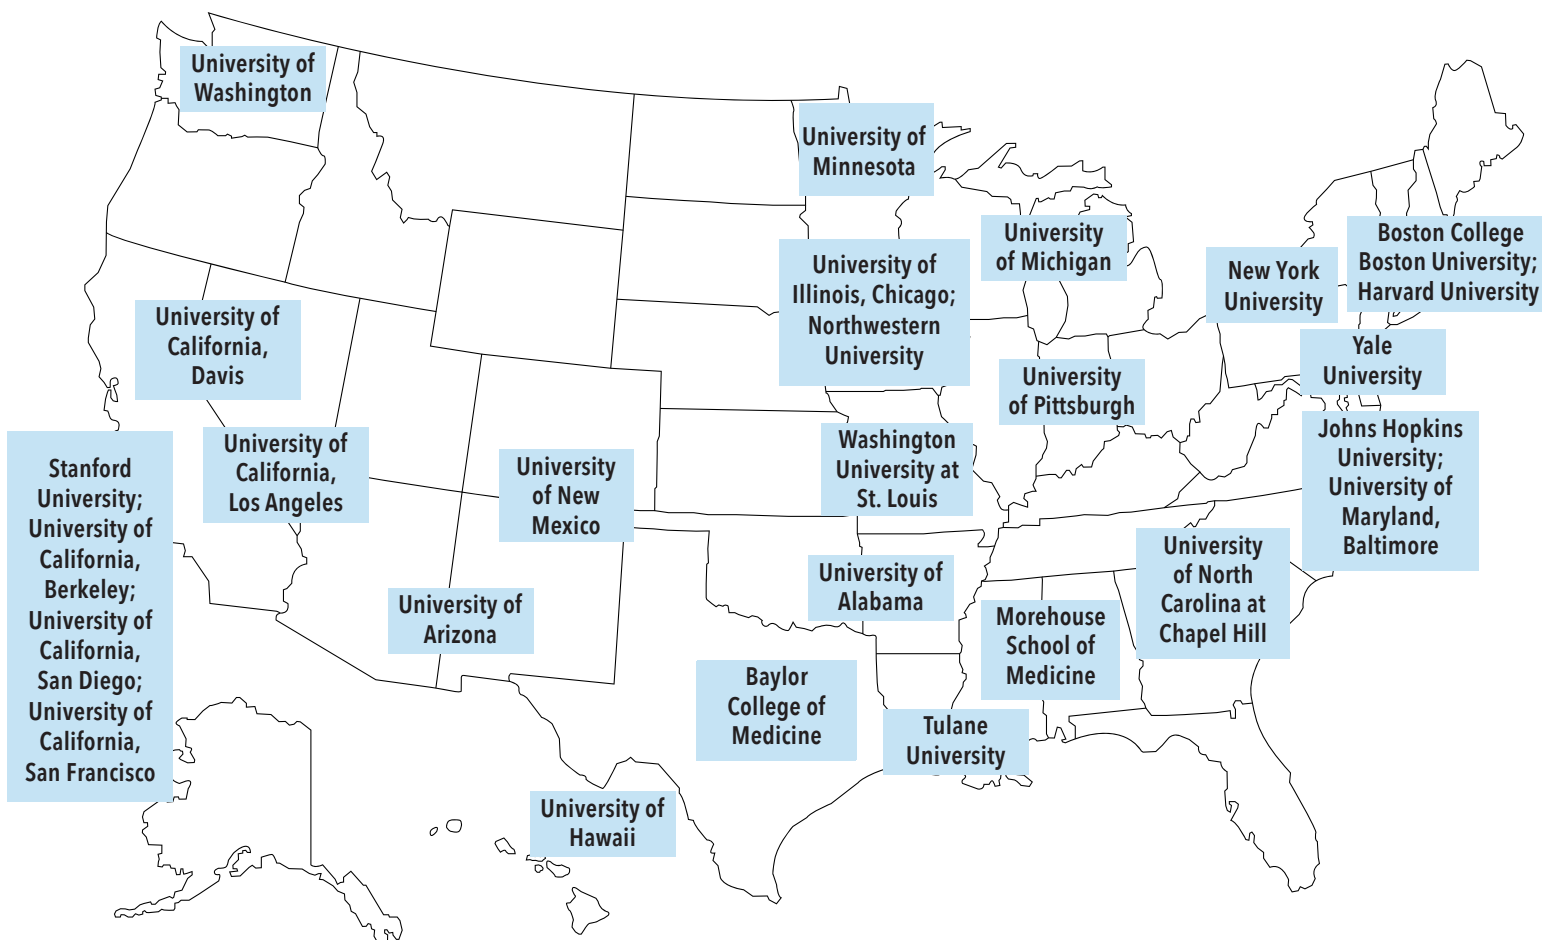 University of
Washington
University of
Minnesota
University
of Michigan
Boston College
Boston University;
Harvard University
New York
University
University of
Illinois, Chicago;
Northwestern
University
University of
California,
Davis
Yale
University
University
of Pittsburgh
Johns Hopkins
University;
University of
Maryland,
Baltimore
Washington
University at
St. Louis
University of
California,
Los Angeles
University
of New
Mexico
Stanford
University;
University of
California,
Berkeley;
University of
California,
San Diego;
University of
California,
San Francisco
University
of North
Carolina at
Chapel Hill
University of
Alabama
University of
Arizona
Morehouse
School of
Medicine
Baylor
College of
Medicine
Tulane
University
University of
Hawaii